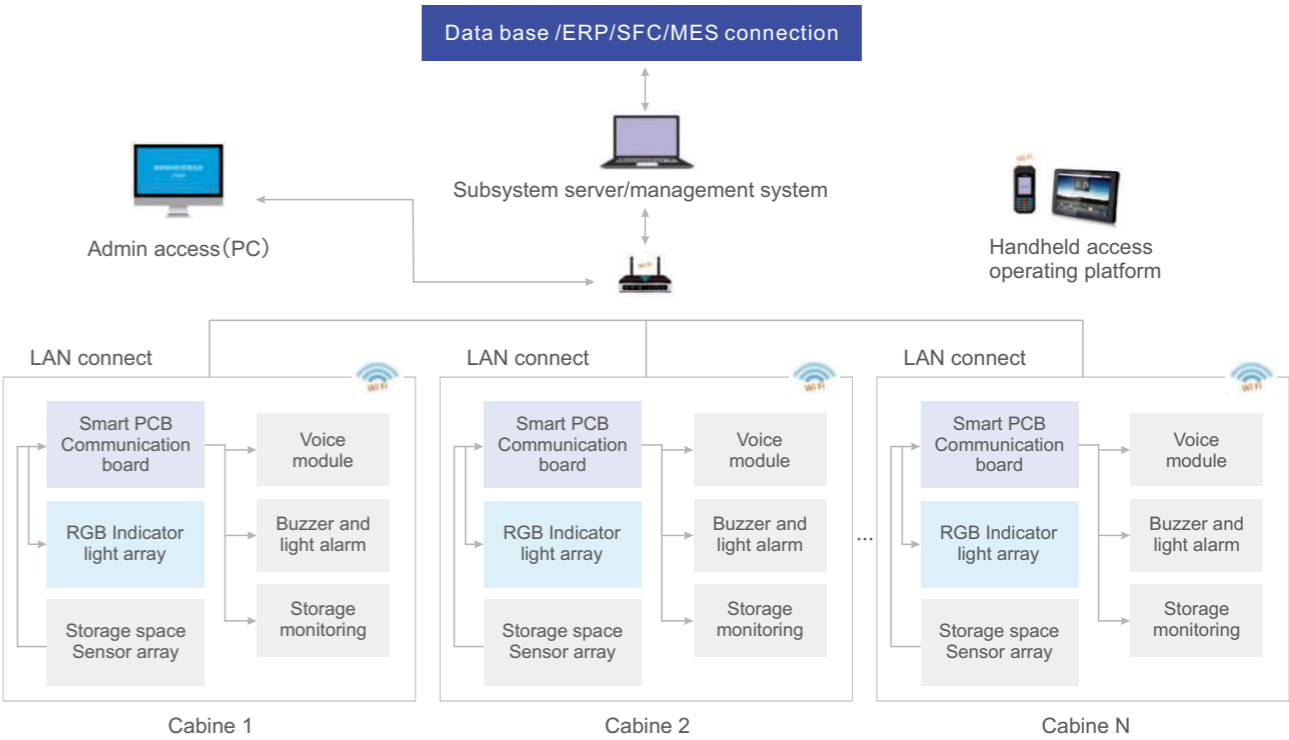 Data base /ERP/SFC/MES connection
Subsystem server/management system
Admin access(PC)
WiFi
Handheld access
operating platform
WiFi
LAN connect
WiFi
Smart PCB
Communication
board
Voice
module
RGB Indicator
light array
Buzzer and
light alarm
Storage space
Sensor array
Storage
monitoring
Cabine 1
LAN connect
WiFi
Smart PCB
Communication
board
Voice
module
RGB Indicator
light array
Buzzer and
light alarm
Storage space
Sensor array
Storage
monitoring
Cabine 2
...
LAN connect
WiFi
Smart PCB
Communication
board
Voice
module
RGB Indicator
light array
Buzzer and
light alarm
Storage space
Sensor array
Storage
monitoring
Cabine N